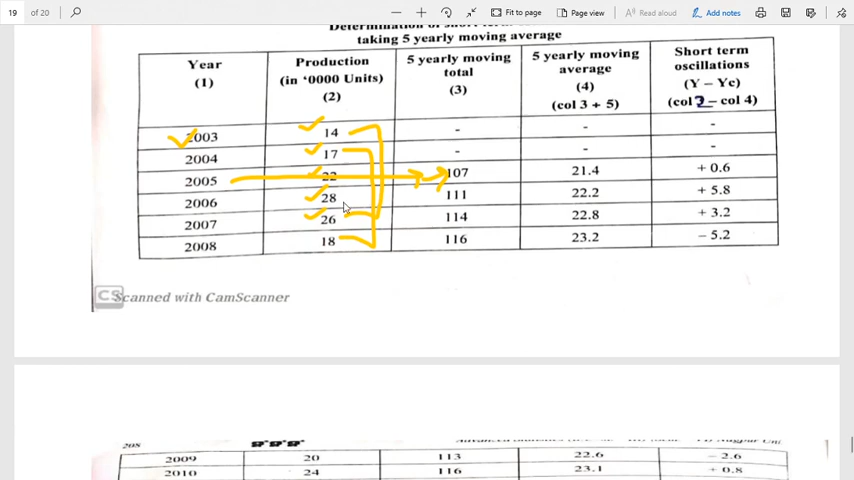 19 of 20
Fit to page
Page view
Read aloud
Add notes
taking 5 yearly moving average
Year
(1)
Production
(in ‘0000 Units)
(2)
5 yearly moving
total
(3)
5 yearly moving
average
(4)
(col 3 ÷ 5)
Short term
oscillations
(Y – Yc)
(col 2 – col 4)
2003 14 - - -
2004 17 - - -
2005 22 107 21.4 + 0.6
2006 28 111 22.2 + 5.8
2007 26 114 22.8 + 3.2
2008 18 116 23.2 – 5.2
CS Scanned with CamScanner
208
2009 20 113 22.6 – 2.6
2010 24 116 23.1 + 0.8